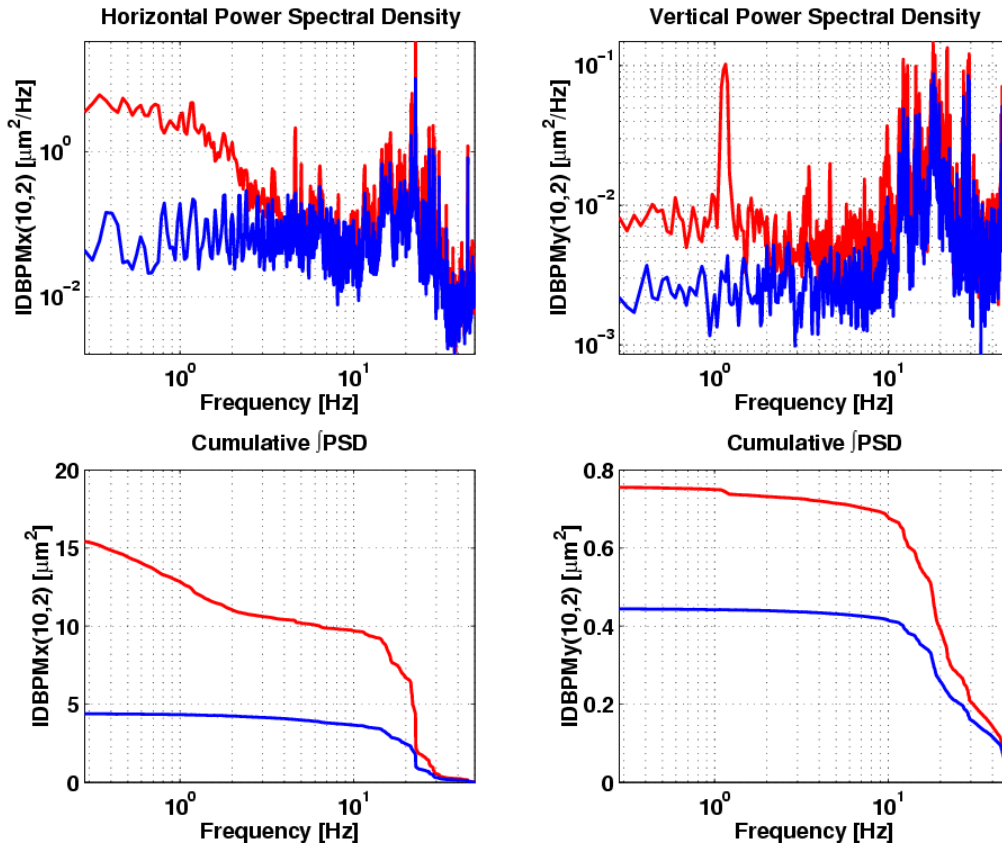 Horizontal Power Spectral Density
IDBPMx(10,2) [μm²/Hz]
10⁰
10⁻²
10⁰
10¹
Frequency [Hz]
Vertical Power Spectral Density
IDBPMy(10,2) [μm²/Hz]
10⁻¹
10⁻²
10⁻³
10⁰
10¹
Frequency [Hz]
Cumulative ∫PSD
IDBPMx(10,2) [μm²]
20
15
10
5
0
10⁰
10¹
Frequency [Hz]
Cumulative ∫PSD
IDBPMy(10,2) [μm²]
0.8
0.6
0.4
0.2
0
10⁰
10¹
Frequency [Hz]